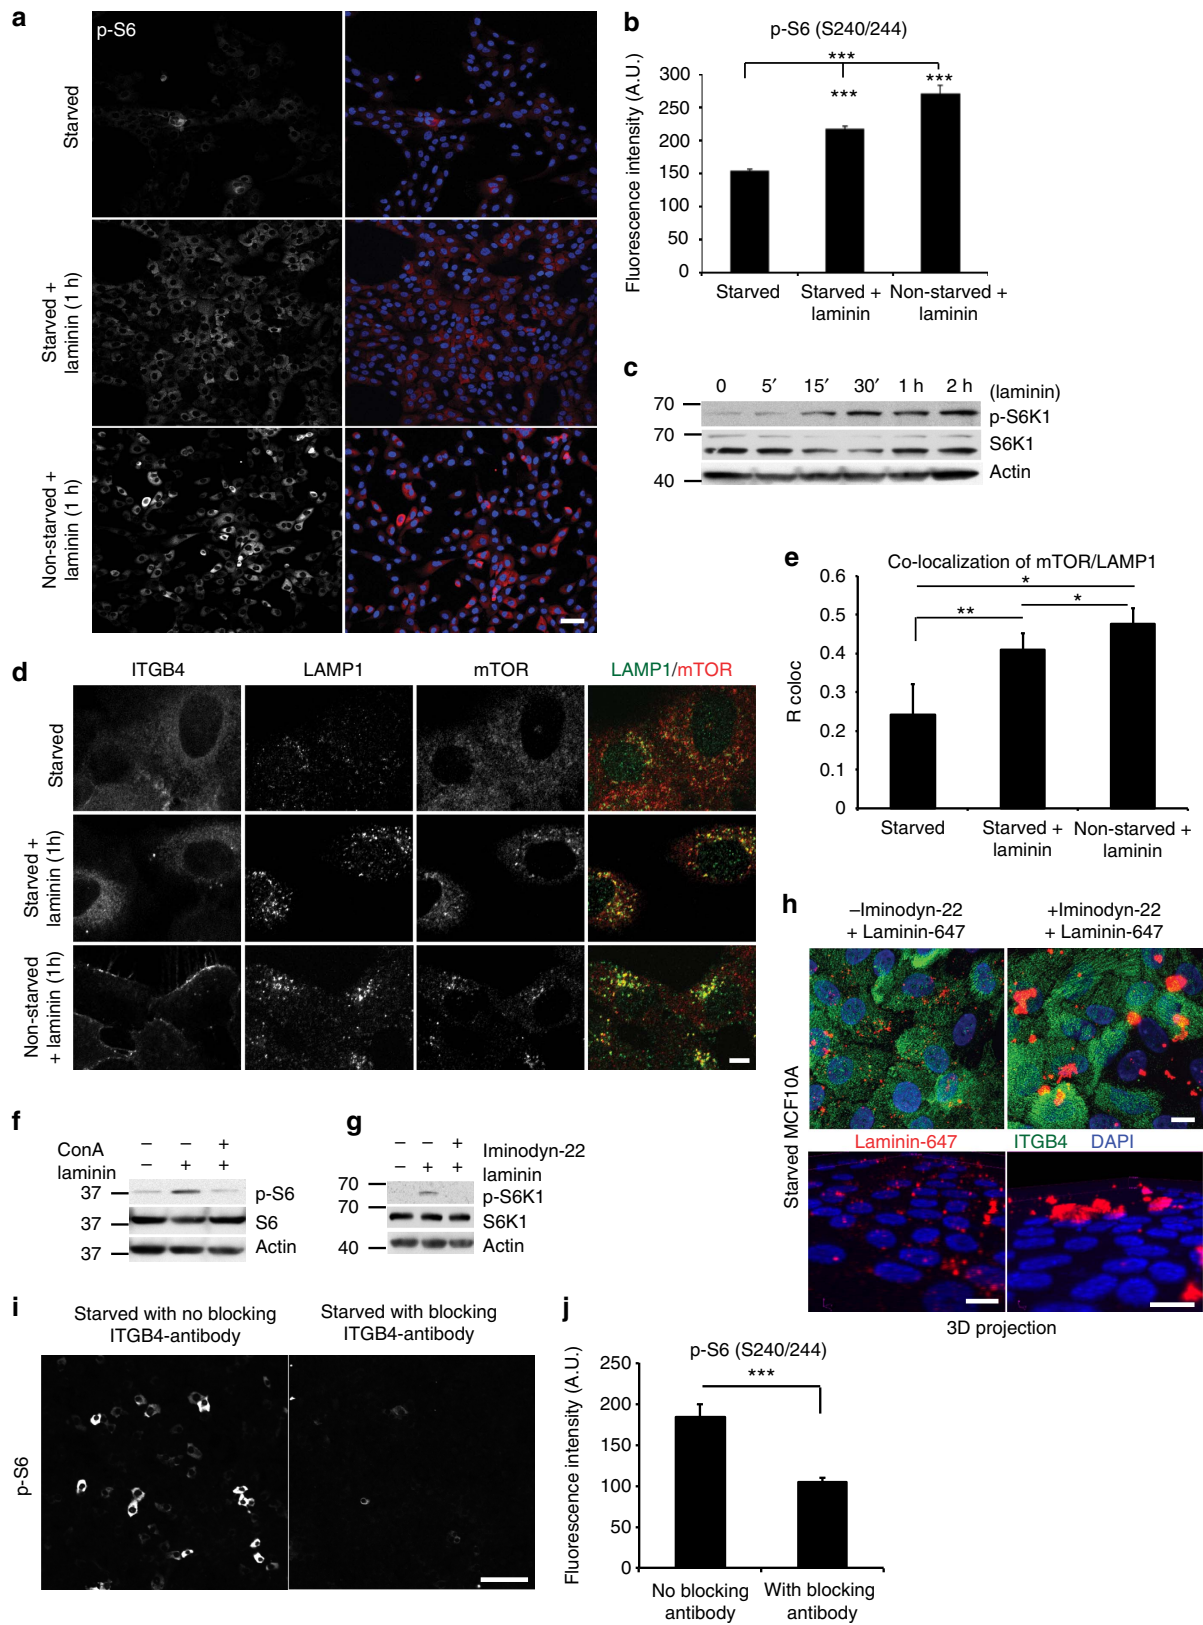 a
p-S6
Starved
Starved +
laminin (1 h)
Non-starved +
laminin (1 h)
b
p-S6 (S240/244)
Fluorescence intensity (A.U.)
300
250
200
150
100
50
0
***
***
***
Starved
Starved +
laminin
Non-starved +
laminin
c
0 5′ 15′ 30′ 1 h 2 h (laminin)
70
p-S6K1
70
S6K1
Actin
40
d
ITGB4 LAMP1 mTOR LAMP1/mTOR
Starved
Starved +
laminin (1h)
Non-starved
+ laminin (1h)
e
Co-localization of mTOR/LAMP1
R coloc
0.6
0.5
0.4
0.3
0.2
0.1
0
*
**
*
Starved
Starved +
laminin
Non-starved +
laminin
f
ConA – – +
laminin – + +
37 p-S6
37 S6
37 Actin
g
– – + Iminodyn-22
– + + laminin
70 p-S6K1
70 S6K1
40 Actin
h
–Iminodyn-22
+ Laminin-647
+Iminodyn-22
+ Laminin-647
Starved MCF10A
Laminin-647 ITGB4 DAPI
3D projection
i
Starved with no blocking
ITGB4-antibody
Starved with blocking
ITGB4-antibody
p-S6
j
p-S6 (S240/244)
Fluorescence intensity (A.U.)
250
200
150
100
50
0
***
No blocking
antibody
With blocking
antibody